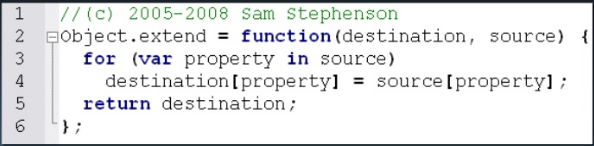 1 //(c) 2005-2008 Sam Stephenson
2 Object.extend = function(destination, source) {
3 for (var property in source)
4 destination[property] = source[property];
5 return destination;
6 };